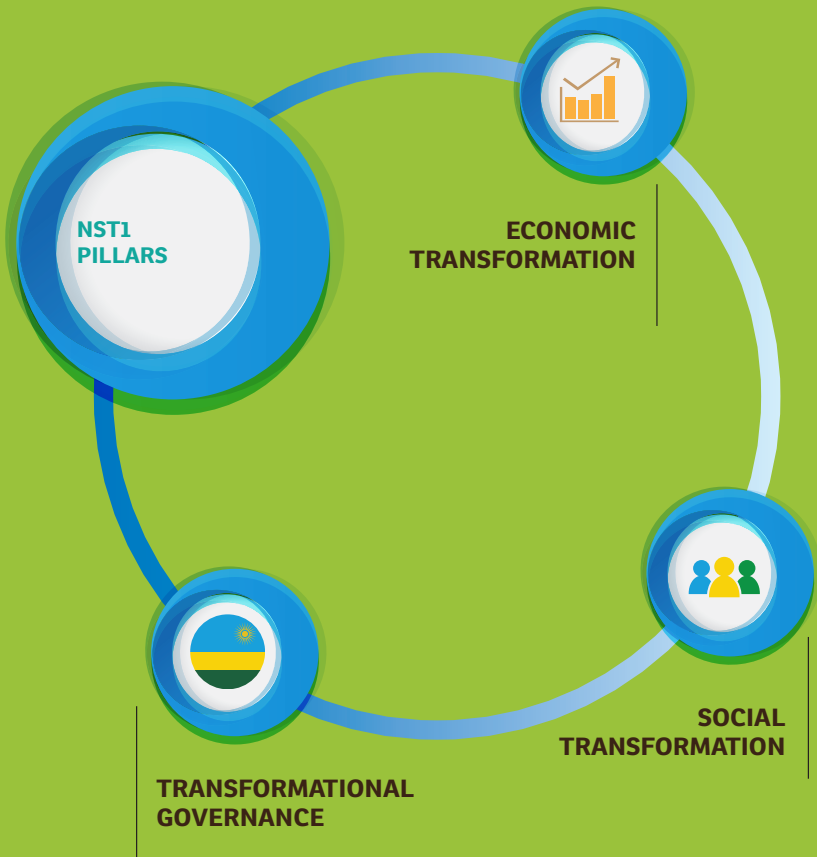 NST1
PILLARS
ECONOMIC
TRANSFORMATION
SOCIAL
TRANSFORMATION
TRANSFORMATIONAL
GOVERNANCE